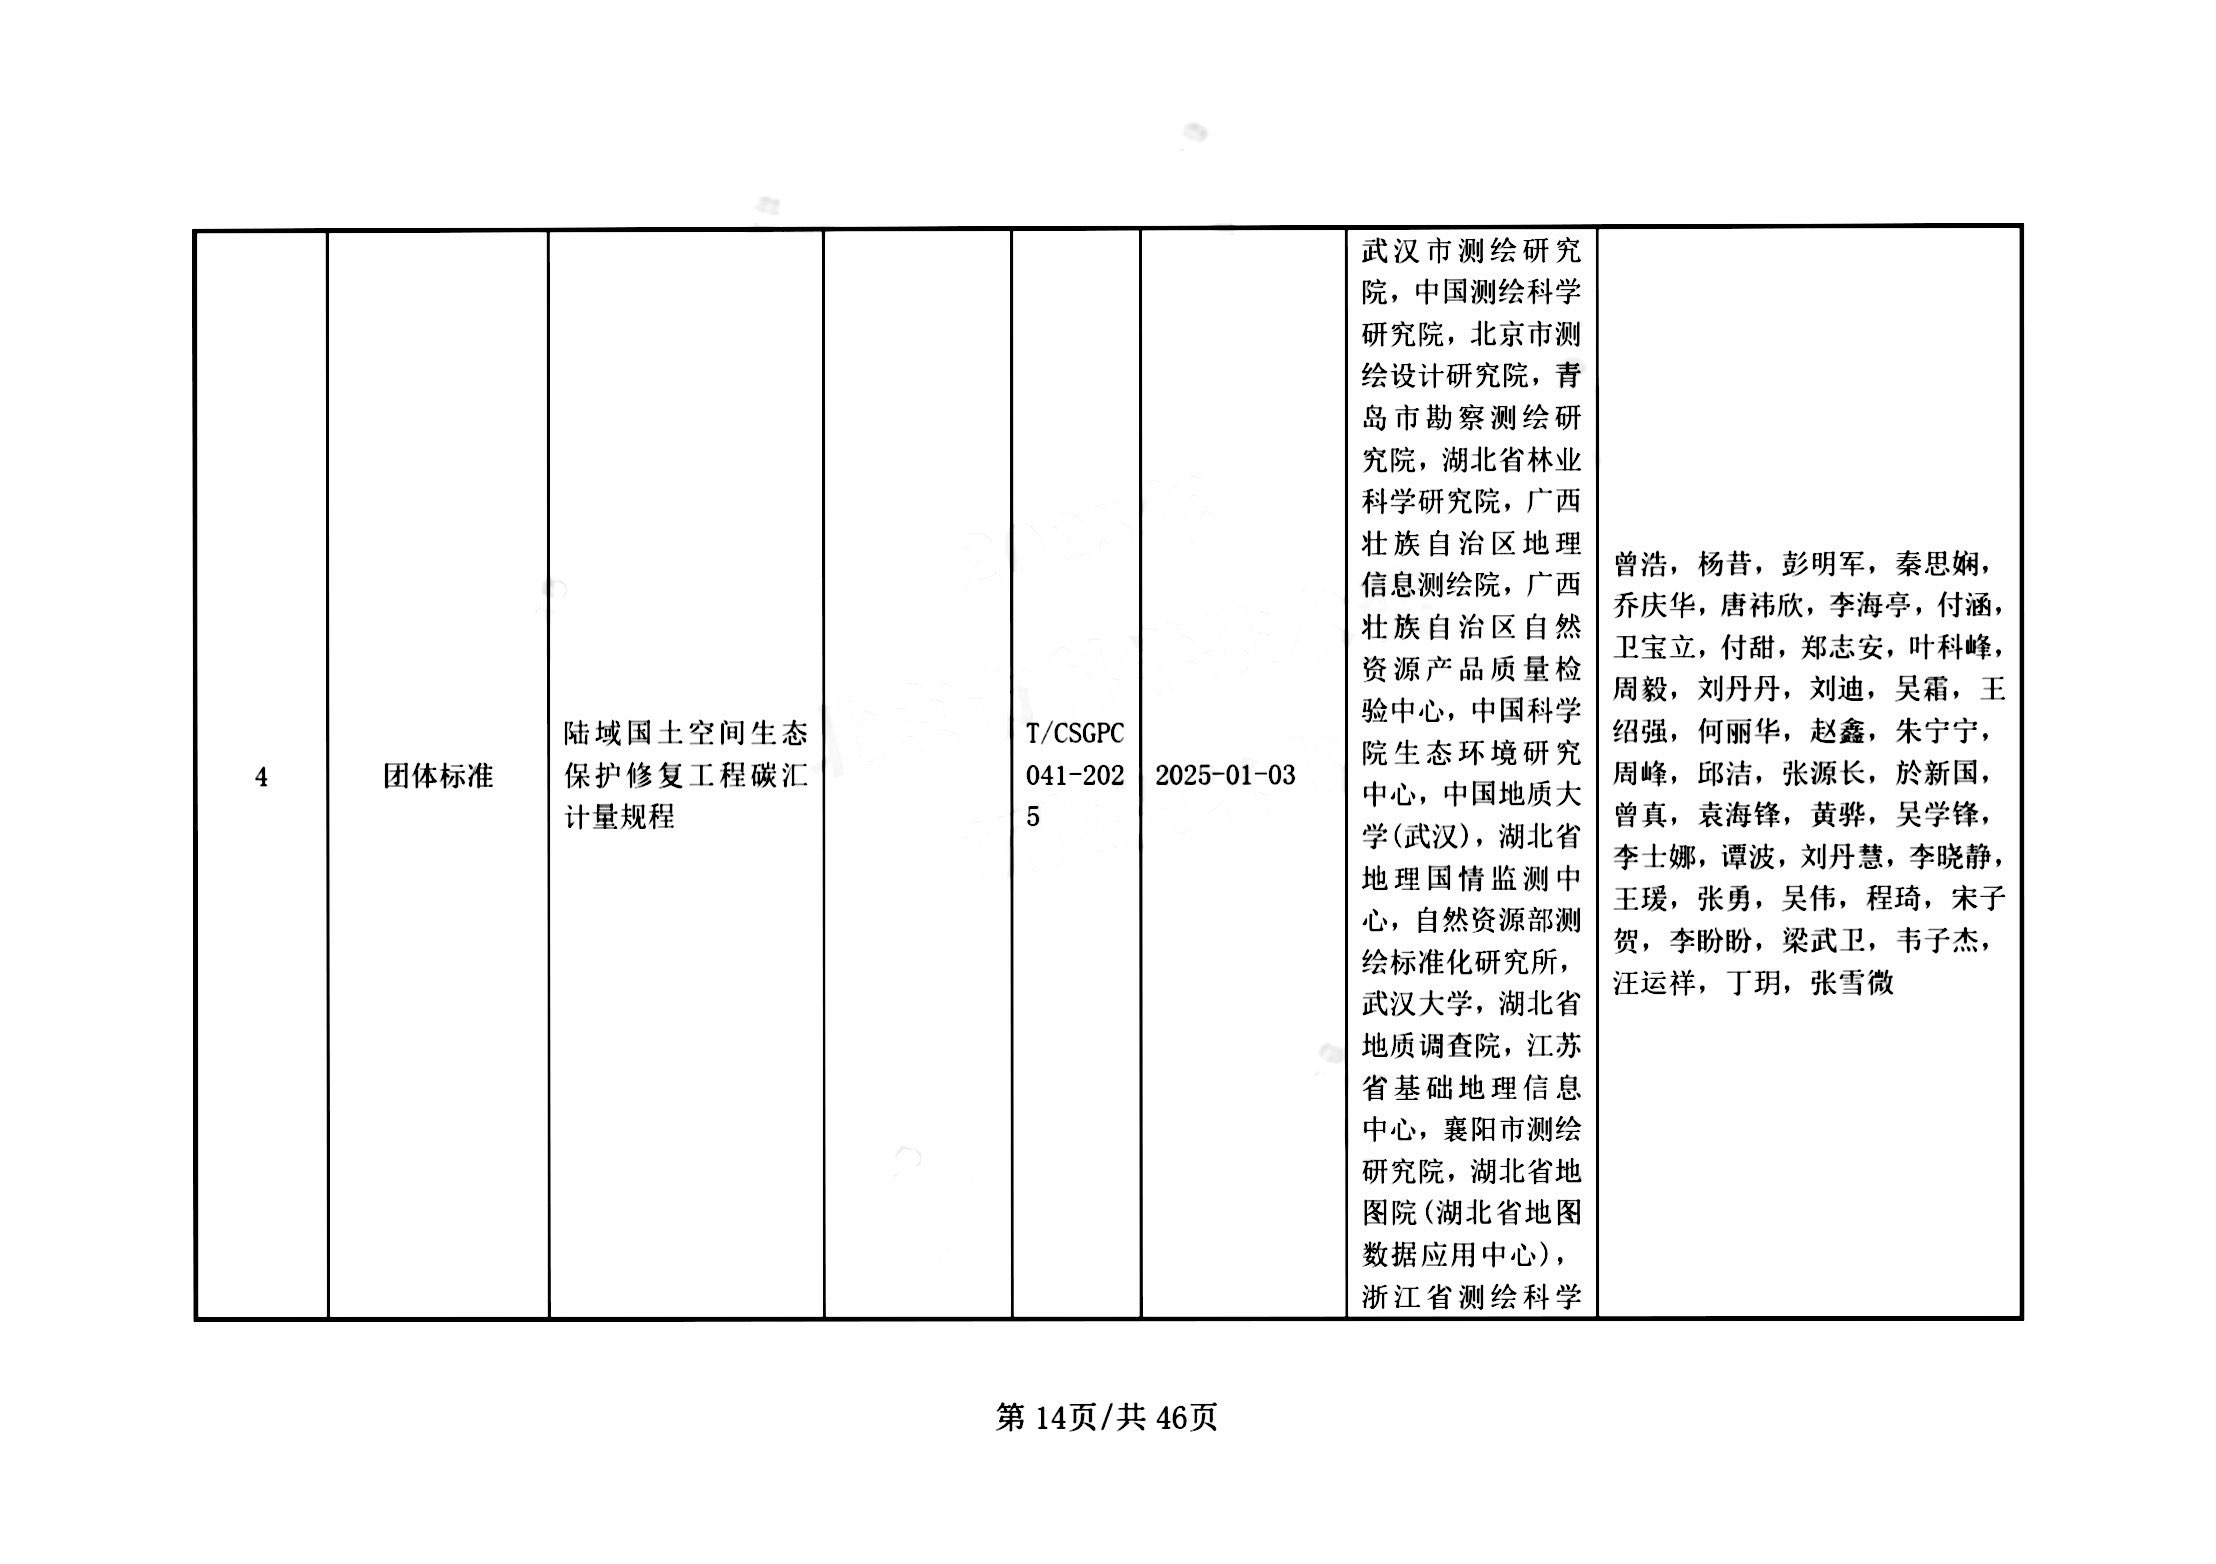 4
团体标准
陆域国土空间生态
保护修复工程碳汇
计量规程
T/CSGPC
041-202
5
2025-01-03
武汉市测绘研究
院，中国测绘科学
研究院，北京市测
绘设计研究院，青
岛市勘察测绘研
究院，湖北省林业
科学研究院，广西
壮族自治区地理
信息测绘院，广西
壮族自治区自然
资源产品质量检
验中心，中国科学
院生态环境研究
中心，中国地质大
学(武汉)，湖北省
地理国情监测中
心，自然资源部测
绘标准化研究所，
武汉大学，湖北省
地质调查院，江苏
省基础地理信息
中心，襄阳市测绘
研究院，湖北省地
图院(湖北省地图
数据应用中心)，
浙江省测绘科学
曾浩，杨昔，彭明军，秦思娴，
乔庆华，唐祎欣，李海亭，付涵，
卫宝立，付甜，郑志安，叶科峰，
周毅，刘丹丹，刘迪，吴霜，王
绍强，何丽华，赵鑫，朱宁宁，
周峰，邱洁，张源长，於新国，
曾真，袁海锋，黄骅，吴学锋，
李士娜，谭波，刘丹慧，李晓静，
王瑗，张勇，吴伟，程琦，宋子
贺，李盼盼，梁武卫，韦子杰，
汪运祥，丁玥，张雪微
第 14页/共 46页